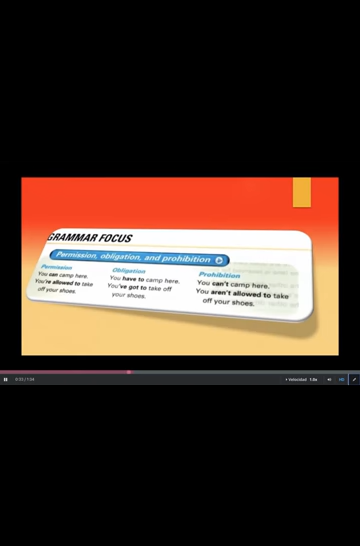 GRAMMAR FOCUS
Permission, obligation, and prohibition
Permission
You can camp here.
You're allowed to take
off your shoes.
Obligation
You have to camp here.
You've got to take off
your shoes.
Prohibition
You can't camp here.
You aren't allowed to take
off your shoes.
Velocidad 1.0x
HD